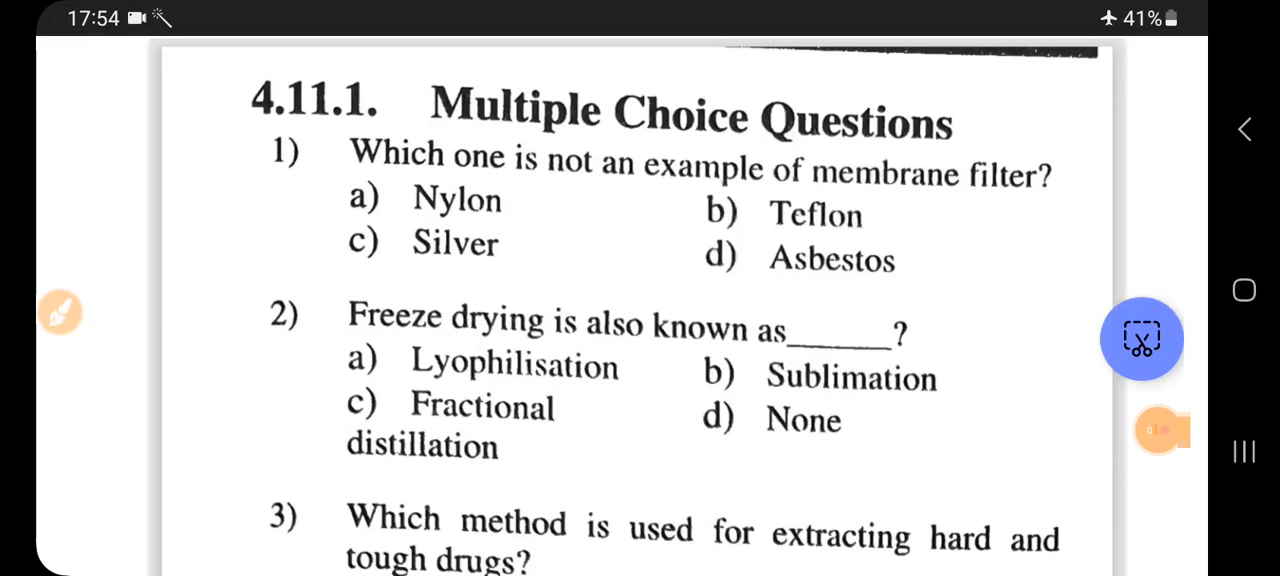 17:54
41%
4.11.1. Multiple Choice Questions
1) Which one is not an example of membrane filter?
a) Nylon b) Teflon
c) Silver d) Asbestos
2) Freeze drying is also known as______?
a) Lyophilisation b) Sublimation
c) Fractional d) None
distillation
3) Which method is used for extracting hard and
tough drugs?